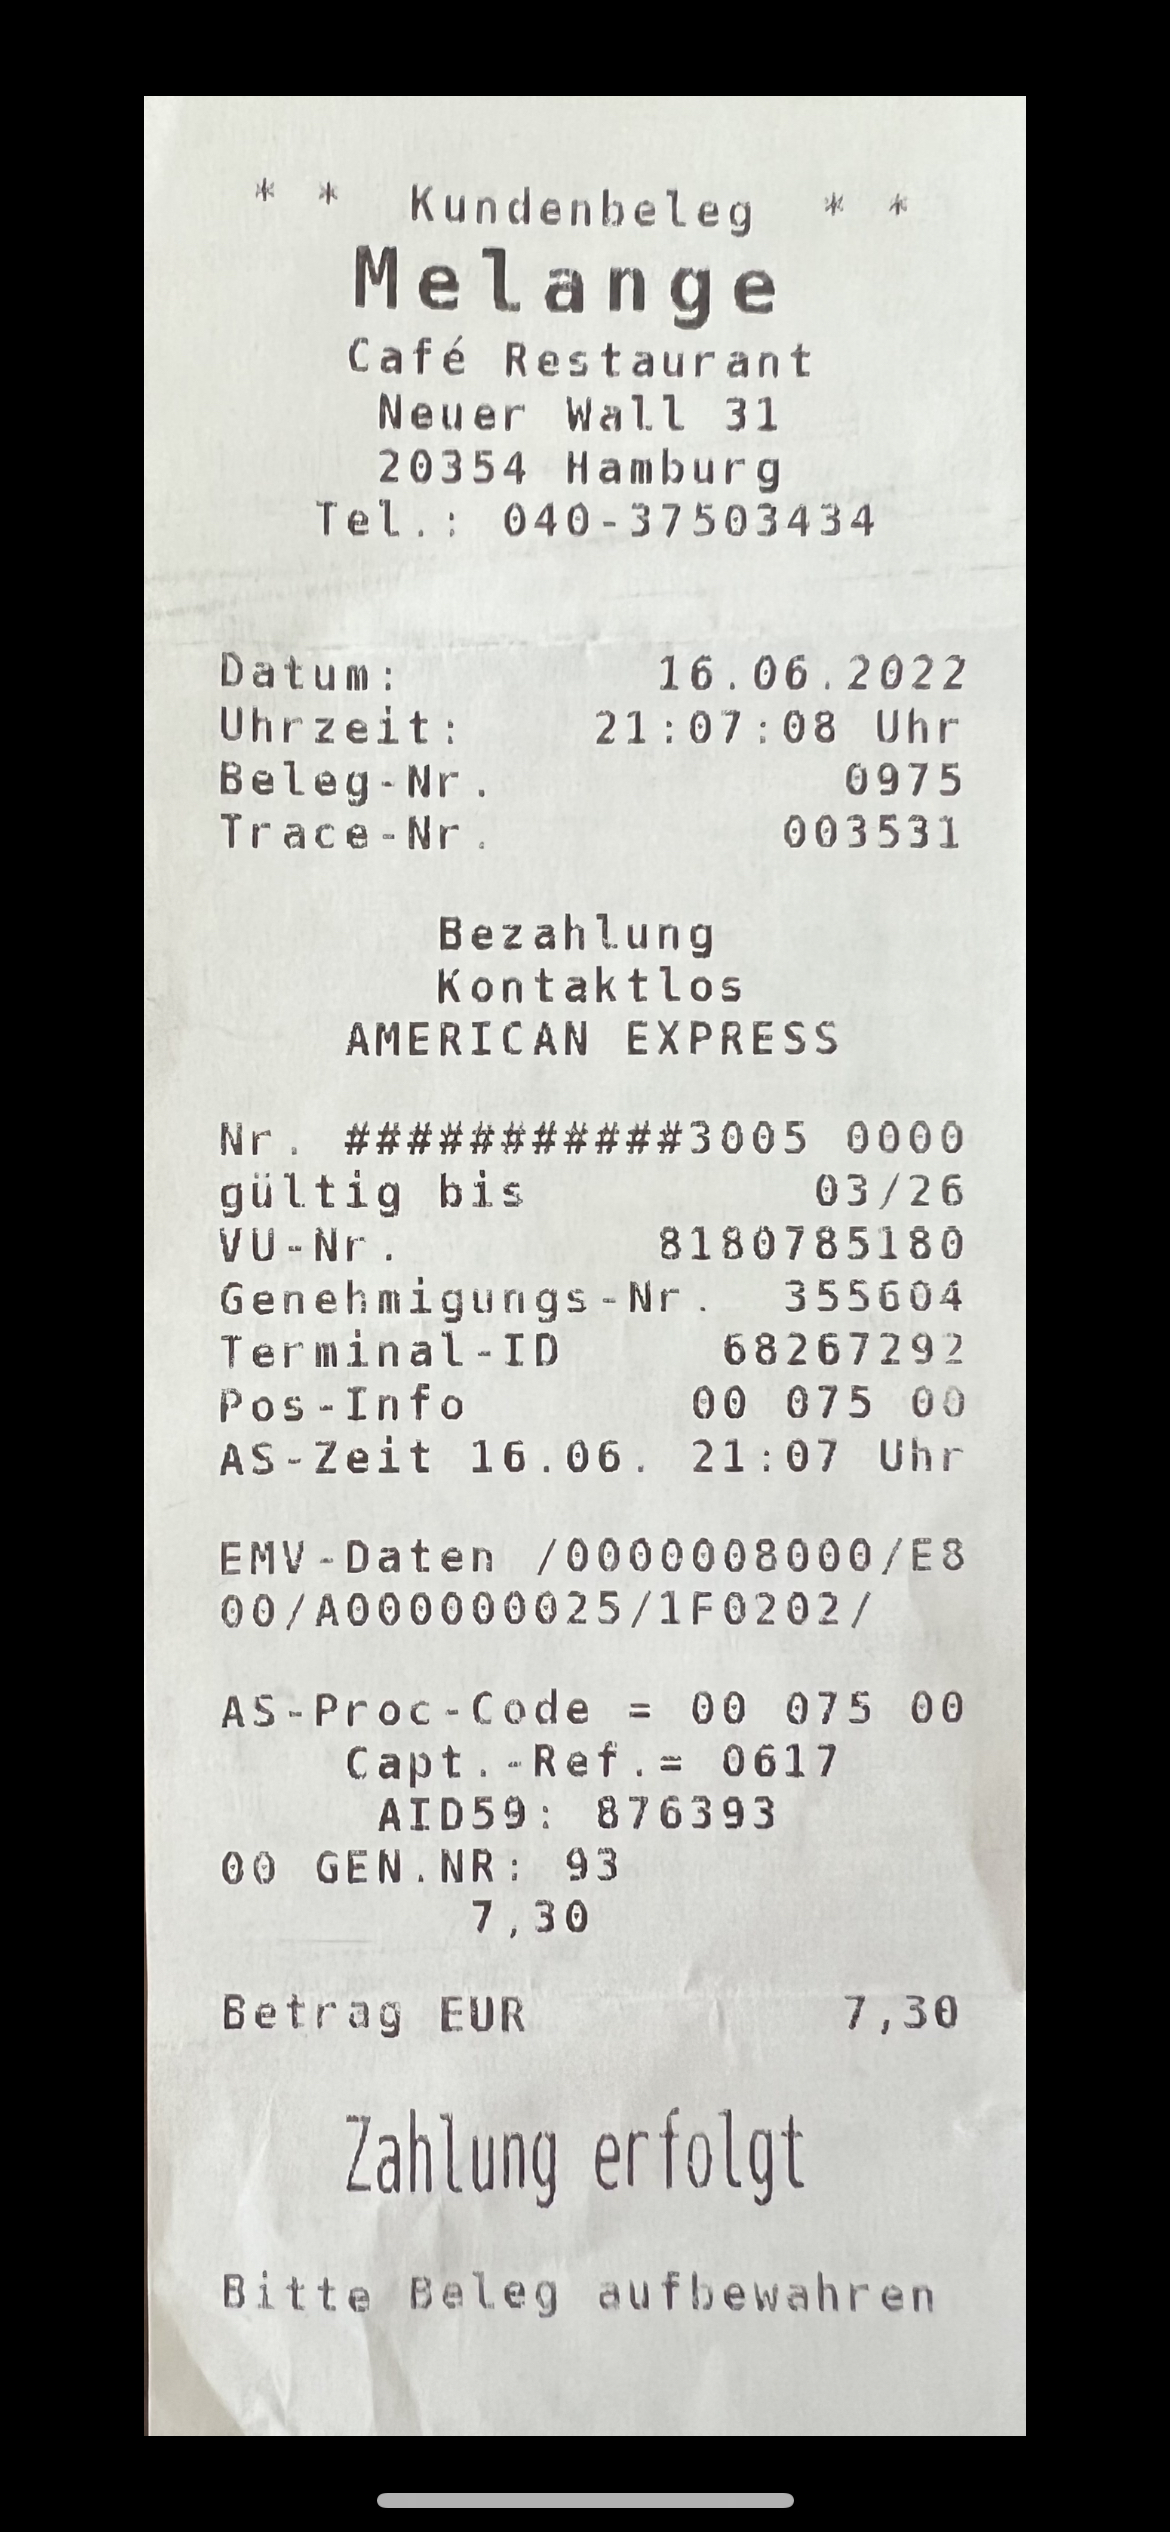 * * Kundenbeleg * *
Melange
Café Restaurant
Neuer Wall 31
20354 Hamburg
Tel.: 040-37503434
Datum: 16.06.2022
Uhrzeit: 21:07:08 Uhr
Beleg-Nr. 0975
Trace-Nr. 003531
Bezahlung
Kontaktlos
AMERICAN EXPRESS
Nr. ###########3005 0000
gültig bis 03/26
VU-Nr. 8180785180
Genehmigungs-Nr. 355604
Terminal-ID 68267292
Pos-Info 00 075 00
AS-Zeit 16.06. 21:07 Uhr
EMV-Daten /0000008000/E8
00/A000000025/1F0202/
AS-Proc-Code = 00 075 00
Capt.-Ref.= 0617
AID59: 876393
00 GEN.NR: 93
7,30
Betrag EUR 7,30
Zahlung erfolgt
Bitte Beleg aufbewahren